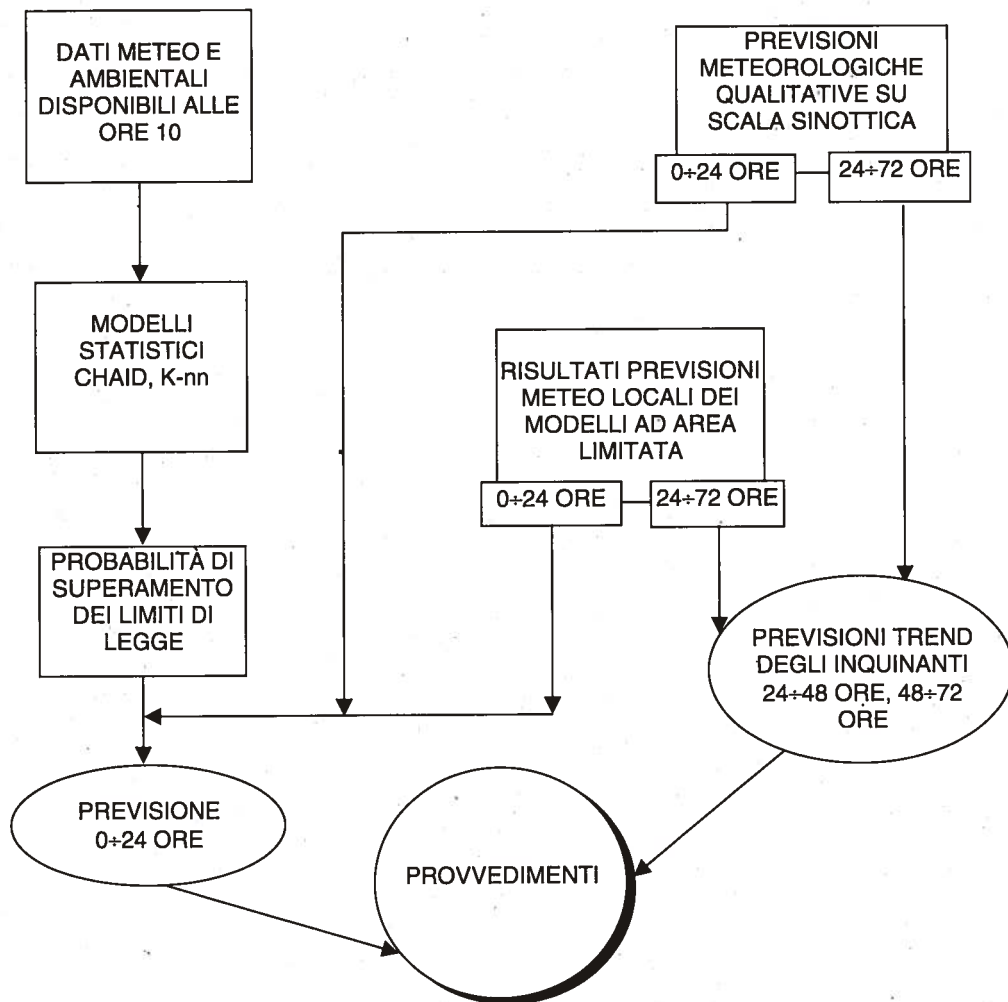 DATI METEO E
AMBIENTALI
DISPONIBILI ALLE
ORE 10
PREVISIONI
METEOROLOGICHE
QUALITATIVE SU
SCALA SINOTTICA
0÷24 ORE
24÷72 ORE
MODELLI
STATISTICI
CHAID, K-nn
RISULTATI PREVISIONI
METEO LOCALI DEI
MODELLI AD AREA
LIMITATA
0÷24 ORE
24÷72 ORE
PROBABILITÀ DI
SUPERAMENTO
DEI LIMITI DI
LEGGE
PREVISIONI TREND
DEGLI INQUINANTI
24÷48 ORE, 48÷72
ORE
PREVISIONE
0÷24 ORE
PROVVEDIMENTI